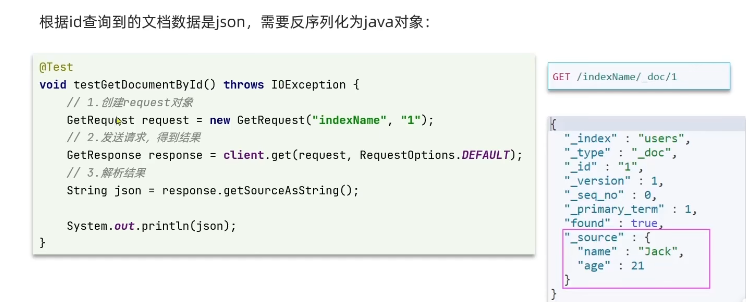 根据id查询到的文档数据是json，需要反序列化为java对象：
@Test
void testGetDocumentById() throws IOException {
    // 1.创建request对象
    GetRequest request = new GetRequest("indexName", "1");
    // 2.发送请求，得到结果
    GetResponse response = client.get(request, RequestOptions.DEFAULT);
    // 3.解析结果
    String json = response.getSourceAsString();

    System.out.println(json);
}
GET /indexName/_doc/1
{
  "_index" : "users",
  "_type" : "_doc",
  "_id" : "1",
  "_version" : 1,
  "_seq_no" : 0,
  "_primary_term" : 1,
  "found" : true,
  "_source" : {
    "name" : "Jack",
    "age" : 21
  }
}